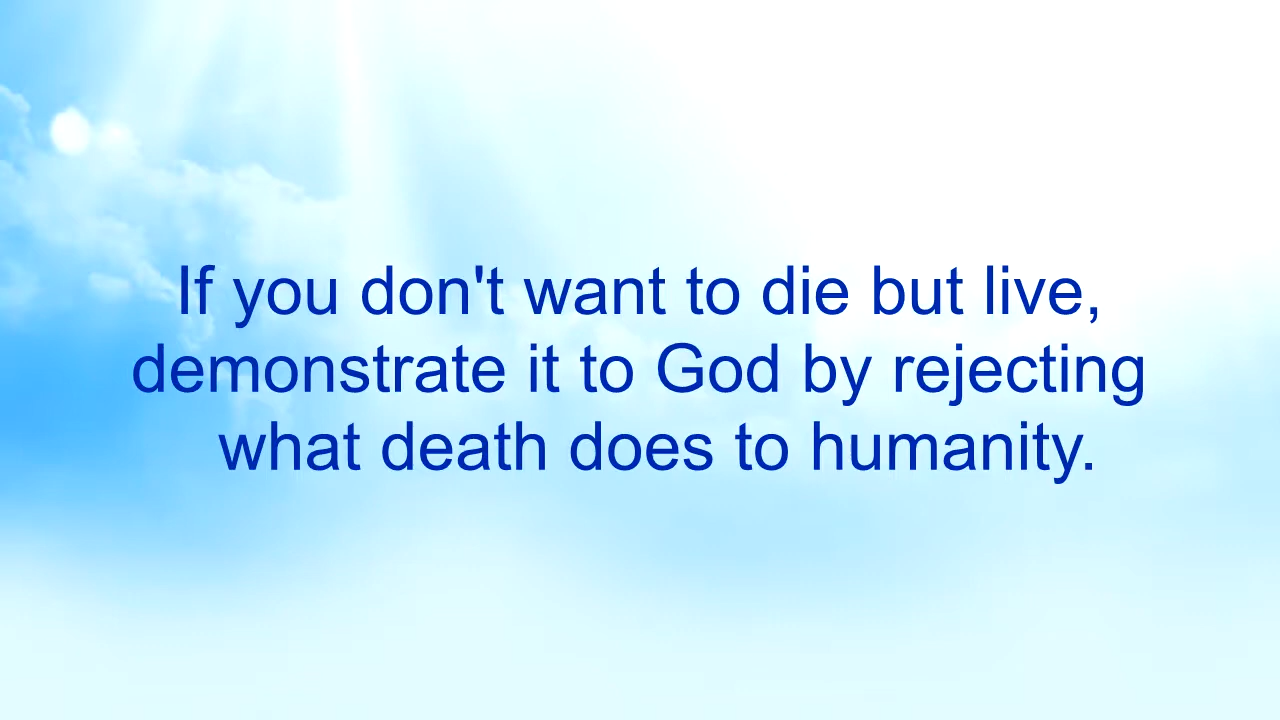 If you don't want to die but live,
demonstrate it to God by rejecting
what death does to humanity.